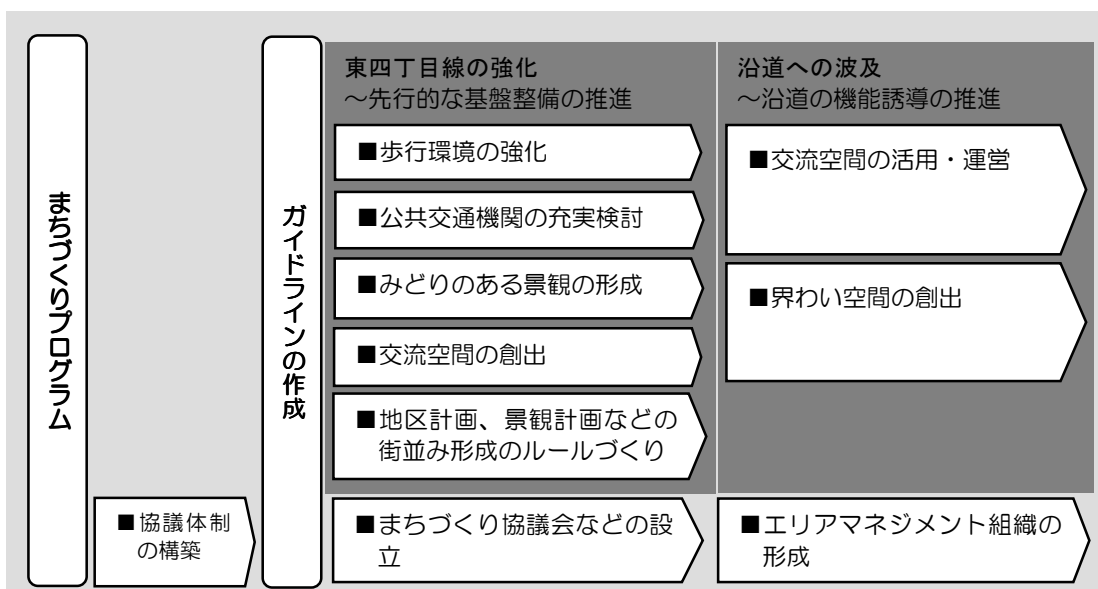 まちづくりプログラム
■協議体制
の構築
ガイドラインの作成
東四丁目線の強化
～先行的な基盤整備の推進
■歩行環境の強化
■公共交通機関の充実検討
■みどりのある景観の形成
■交流空間の創出
■地区計画、景観計画などの
街並み形成のルールづくり
■まちづくり協議会などの設
立
沿道への波及
～沿道の機能誘導の推進
■交流空間の活用・運営
■界わい空間の創出
■エリアマネジメント組織の
形成